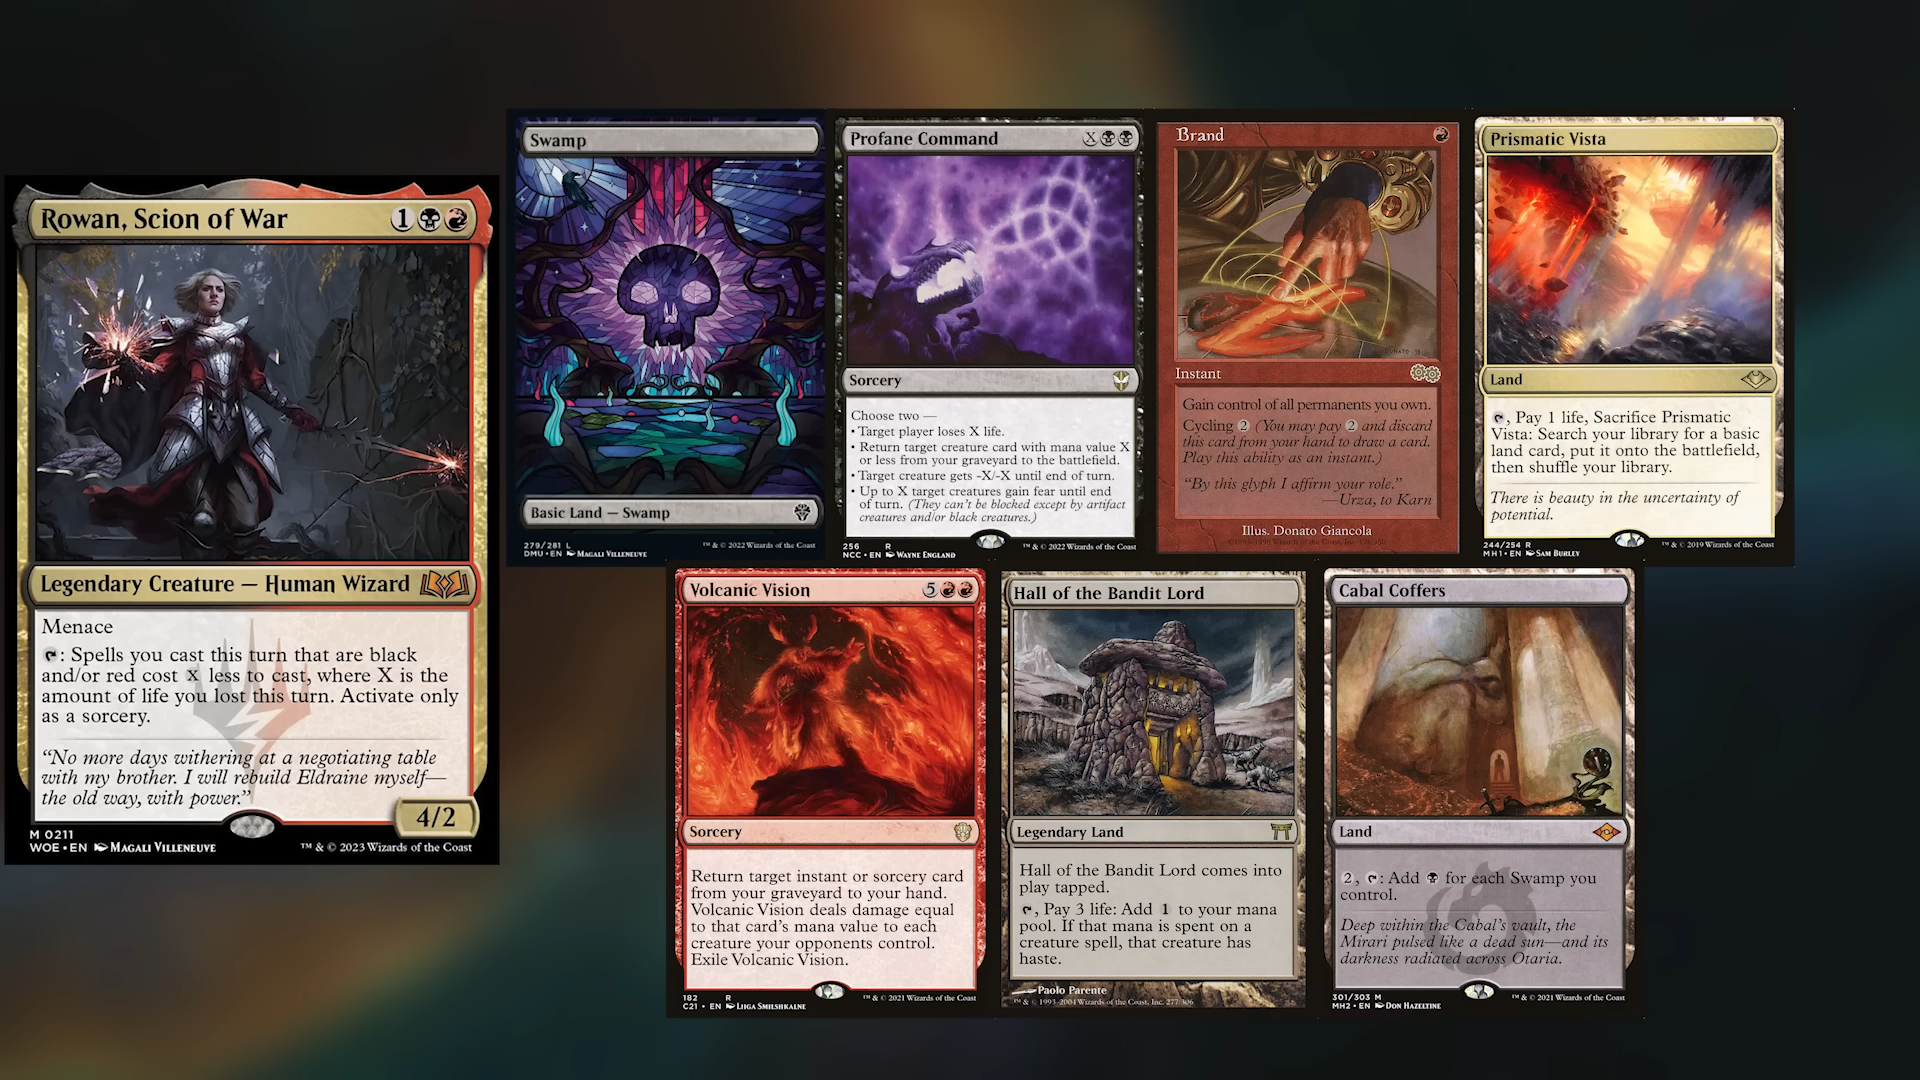 Rowan, Scion of War 1
Legendary Creature — Human Wizard
Menace
: Spells you cast this turn that are black
and/or red cost X less to cast, where X is the
amount of life you lost this turn. Activate only
as a sorcery.
“No more days withering at a negotiating table
with my brother. I will rebuild Eldraine myself—
the old way, with power.”
4/2
M 0211
WOE • EN MAGALI VILLENEUVE ™ & © 2023 Wizards of the Coast
Swamp
Basic Land — Swamp
279/281 L
DMU • EN MAGALI VILLENEUVE ™ & © 2022 Wizards of the Coast
Profane Command X
Sorcery
Choose two —
• Target player loses X life.
• Return target creature card with mana value X
or less from your graveyard to the battlefield.
• Target creature gets -X/-X until end of turn.
• Up to X target creatures gain fear until end
of turn. (They can’t be blocked except by artifact
creatures and/or black creatures.)
256 R
NCC • EN WAYNE ENGLAND ™ & © 2022 Wizards of the Coast
Brand
Instant
Gain control of all permanents you own.
Cycling 2 (You may pay 2 and discard
this card from your hand to draw a card.
Play this ability as an instant.)
“By this glyph I affirm your role.”
—Urza, to Karn
Illus. Donato Giancola
Prismatic Vista
Land
, Pay 1 life, Sacrifice Prismatic
Vista: Search your library for a basic
land card, put it onto the battlefield,
then shuffle your library.
There is beauty in the uncertainty of
potential.
244/254 R
MH1 • EN SAM BURLEY ™ & © 2019 Wizards of the Coast
Volcanic Vision 5
Sorcery
Return target instant or sorcery card
from your graveyard to your hand.
Volcanic Vision deals damage equal
to that card’s mana value to each
creature your opponents control.
Exile Volcanic Vision.
182 R
C21 • EN LIIGA SMILSHKALNE ™ & © 2021 Wizards of the Coast
Hall of the Bandit Lord
Legendary Land
Hall of the Bandit Lord comes into
play tapped.
, Pay 3 life: Add 1 to your mana
pool. If that mana is spent on a
creature spell, that creature has
haste.
Paolo Parente
™ & © 1993-2004 Wizards of the Coast, Inc. 277/306
Cabal Coffers
Land
2, : Add for each Swamp you
control.
Deep within the Cabal’s vault, the
Mirari pulsed like a dead sun—and its
darkness radiated across Otaria.
301/303 M
MH2 • EN DON HAZELTINE ™ & © 2021 Wizards of the Coast